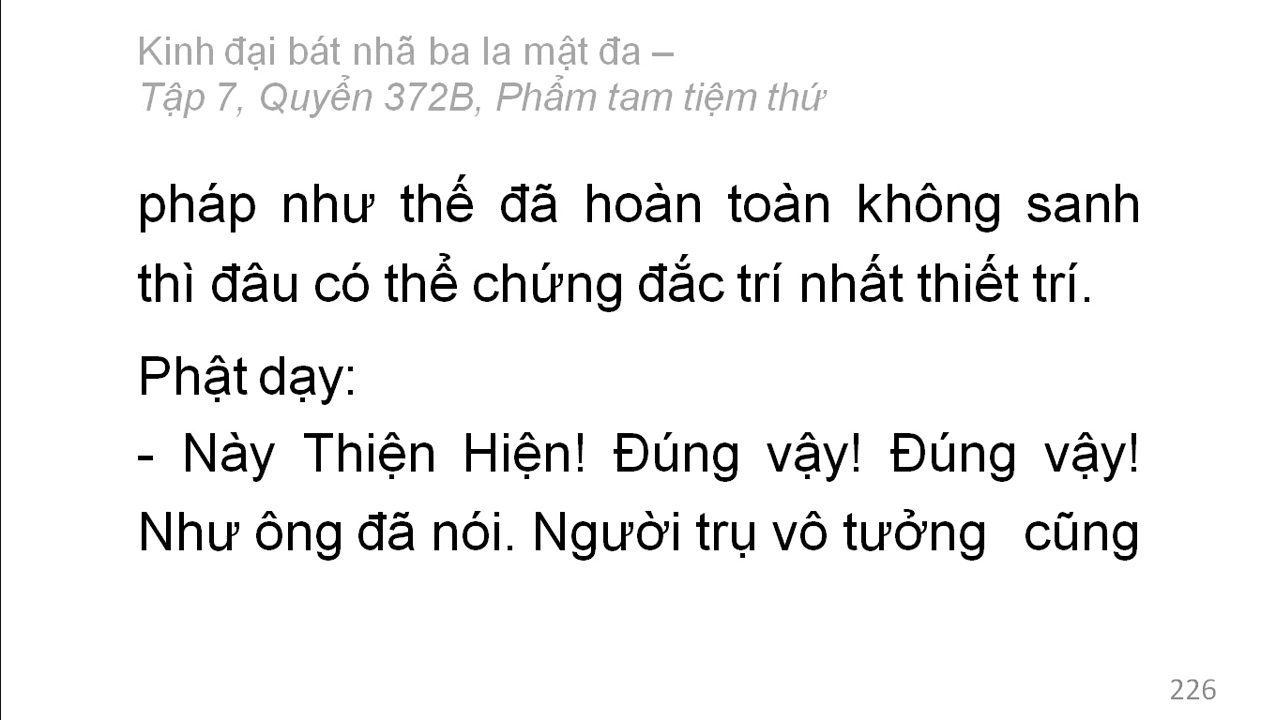 Kinh đại bát nhã ba la mật đa –
Tập 7, Quyển 372B, Phẩm tam tiệm thứ
pháp như thế đã hoàn toàn không sanh
thì đâu có thể chứng đắc trí nhất thiết trí.
Phật dạy:
- Này Thiện Hiện! Đúng vậy! Đúng vậy!
Như ông đã nói. Người trụ vô tưởng cũng
226